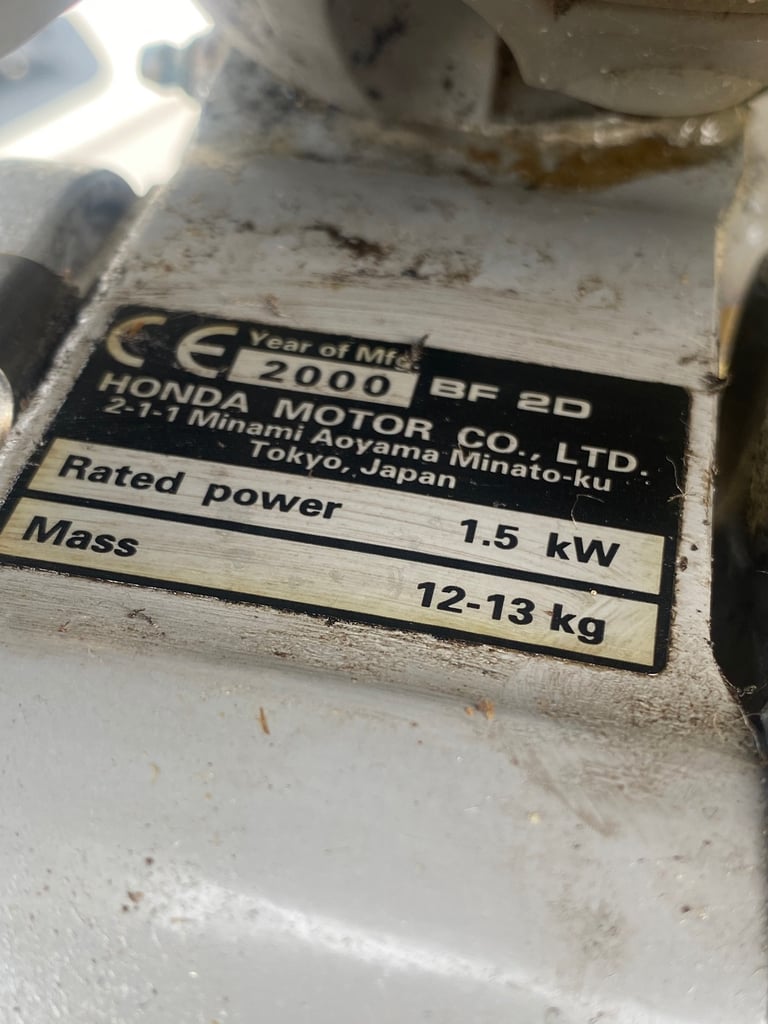 CE Year of Mfg.
2000 BF 2D
HONDA MOTOR CO., LTD.
2-1-1 Minami Aoyama Minato-ku
Tokyo, Japan
Rated power 1.5 kW
Mass 12-13 kg